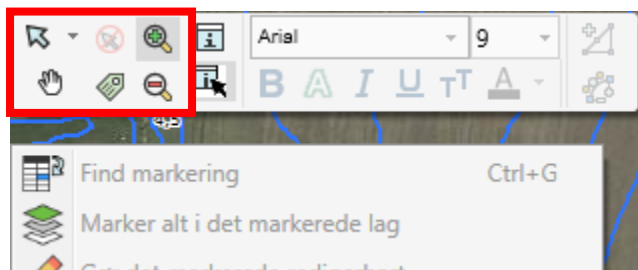 Arial 9
B A I U TT A
Find markering Ctrl+G
Marker alt i det markerede lag